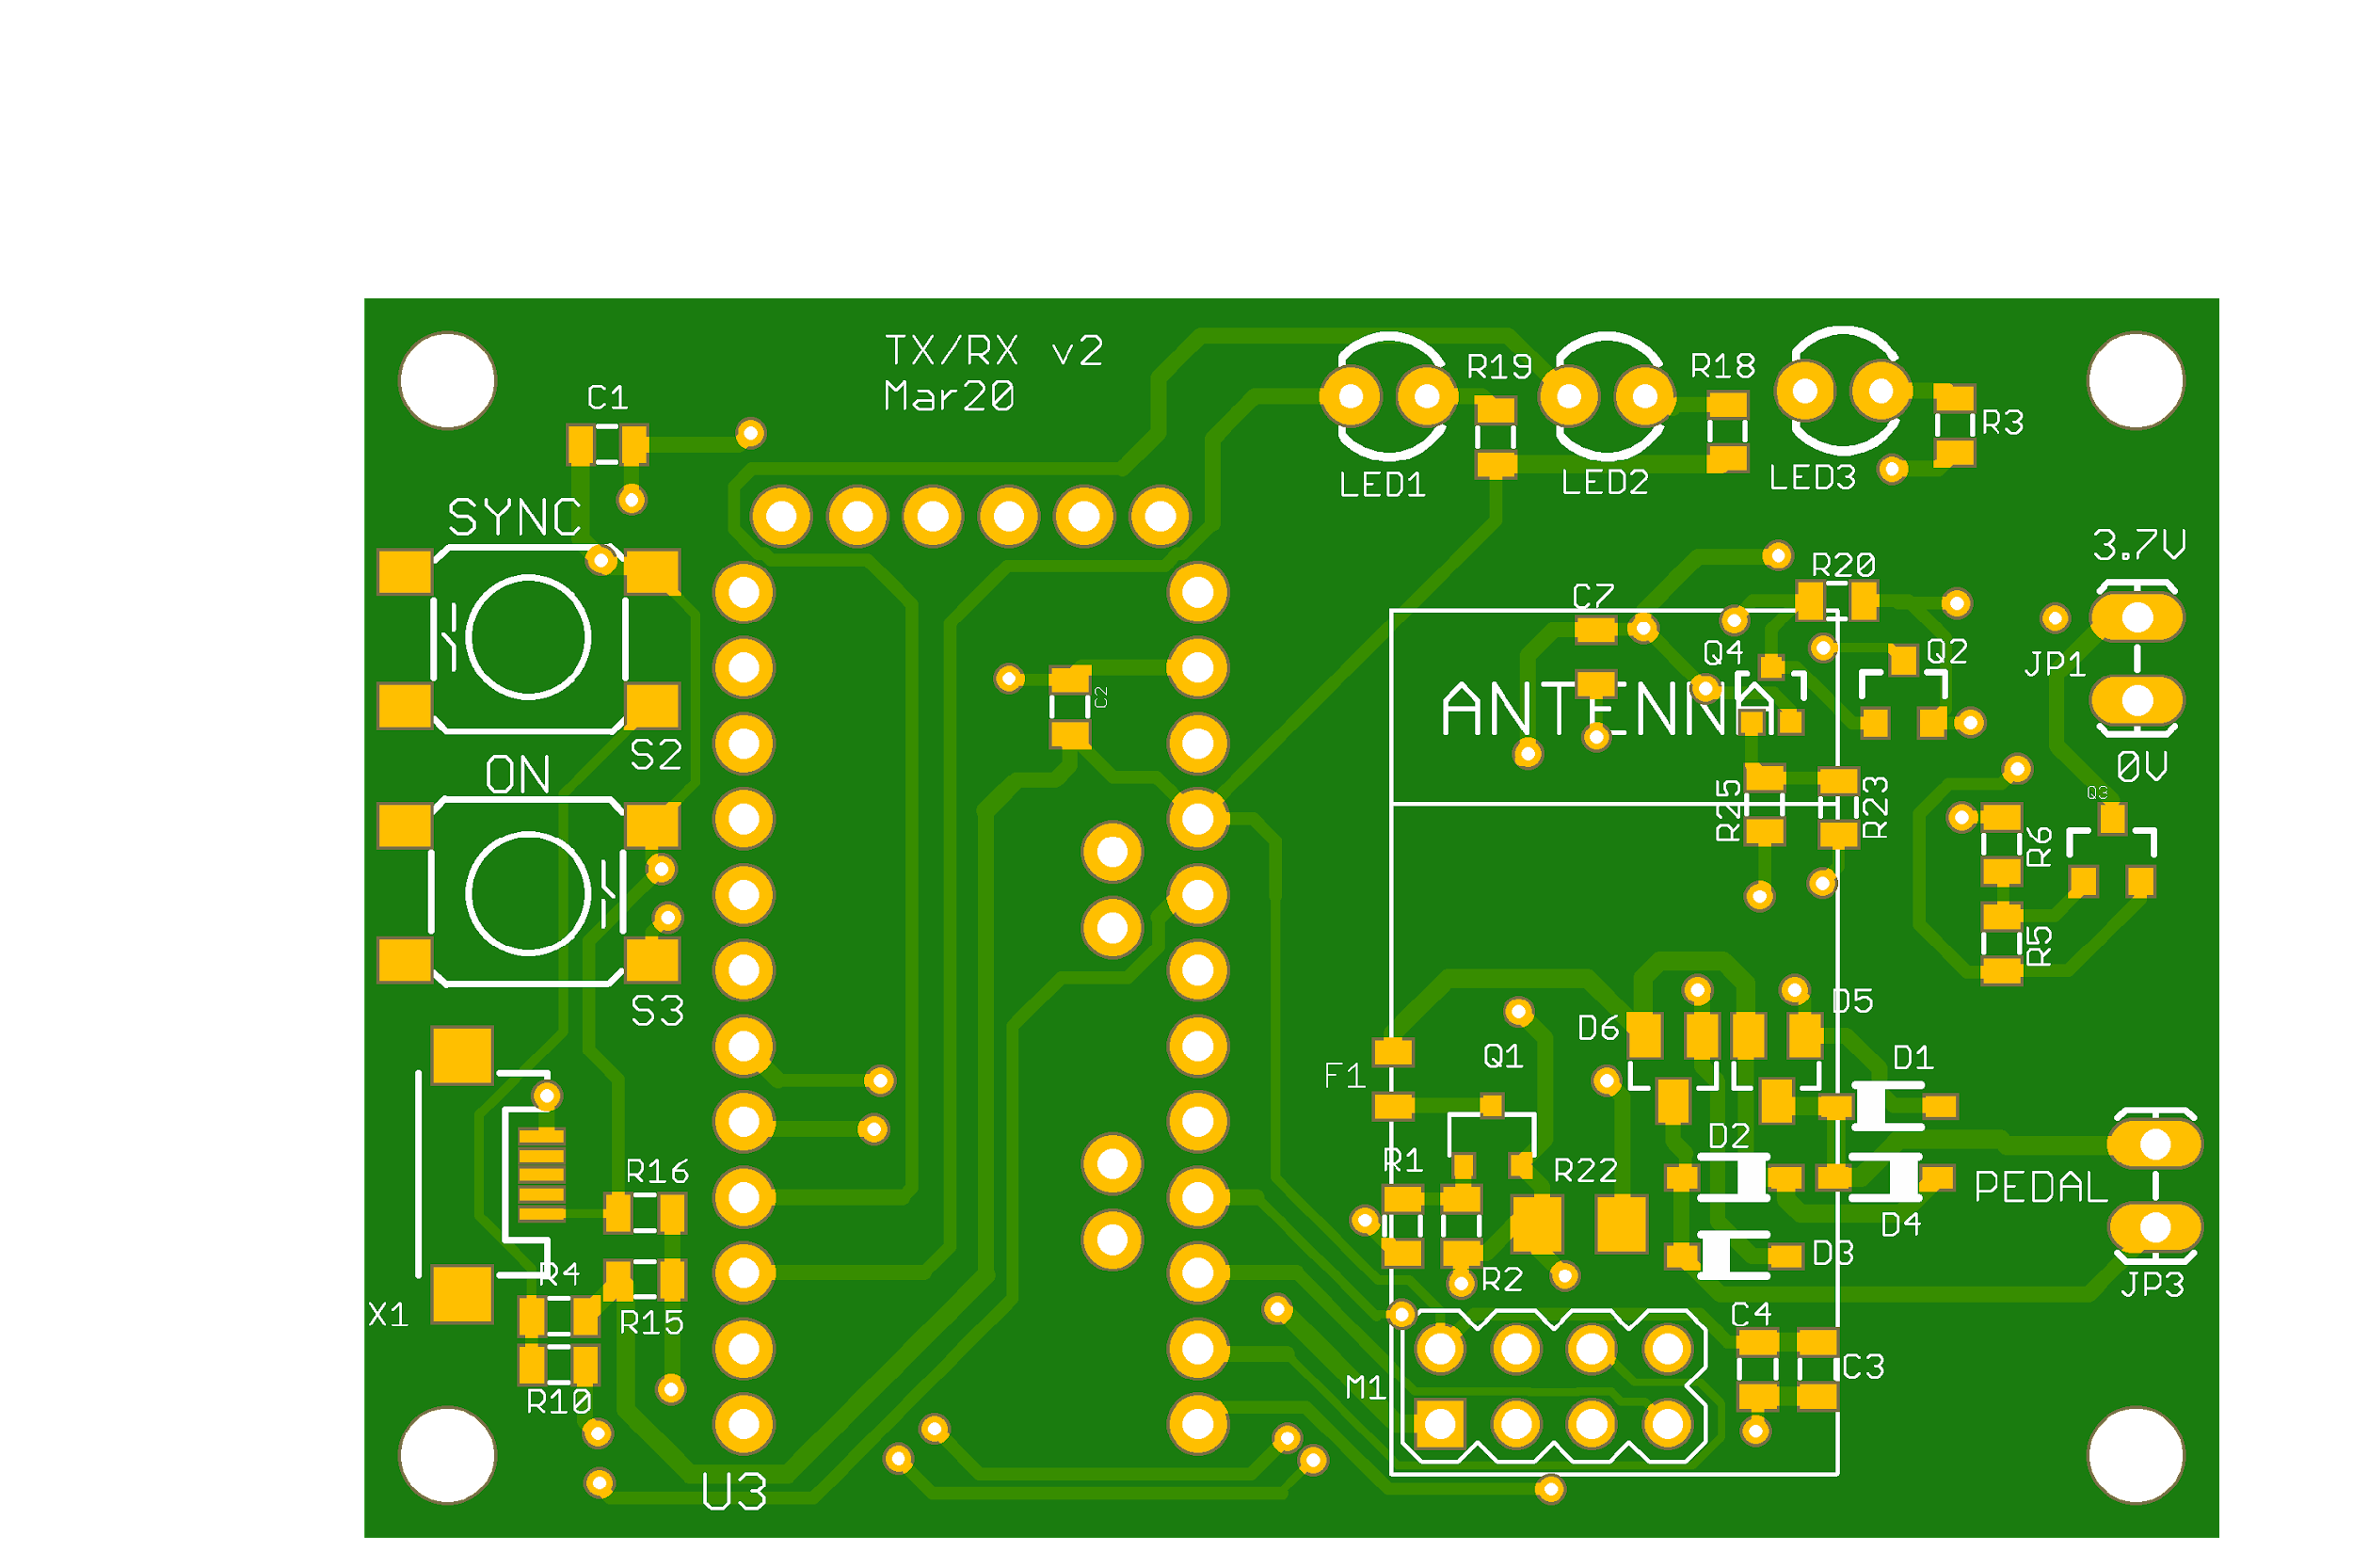 TX/RX v2
Mar20
C1
R19
R18
R3
LED1
LED2
LED3
SYNC
3.7V
R20
C7
Q4
Q2
JP1
C2
ANTENNA
S2
ON
0V
R25
R23
Q3
R6
R5
S3
D6
D5
Q1
D1
F1
D2
R1
R22
R16
PEDAL
D4
D3
R4
R2
JP3
X1
R15
C4
C3
M1
R10
U3